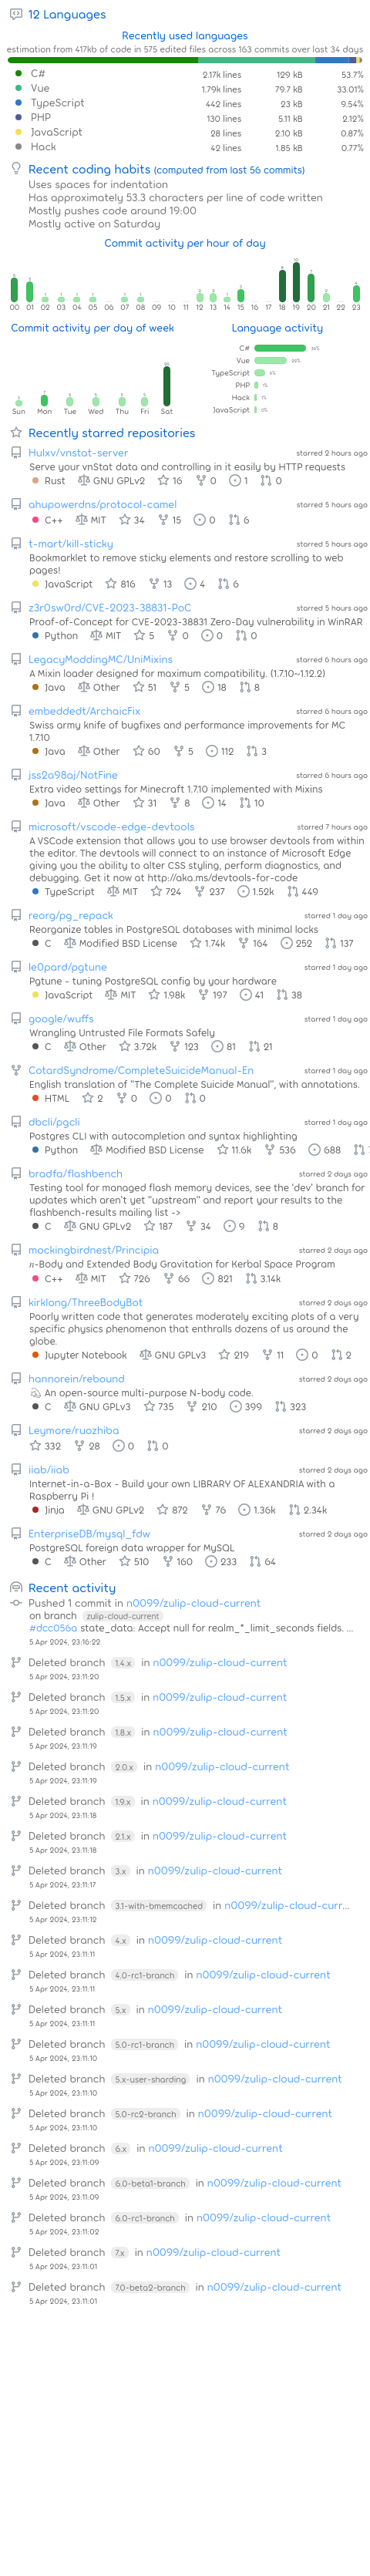 12 Languages
Recently used languages
estimation from 417kb of code in 575 edited files across 163 commits over last 34 days
C# 2.17k lines 129 kB 53.7%
Vue 1.79k lines 79.7 kB 33.01%
TypeScript 442 lines 23 kB 9.54%
PHP 130 lines 5.11 kB 2.12%
JavaScript 28 lines 2.10 kB 0.87%
Hack 42 lines 1.85 kB 0.77%
Recent coding habits (computed from last 56 commits)
Uses spaces for indentation
Has approximately 53.3 characters per line of code written
Mostly pushes code around 19:00
Mostly active on Saturday
Commit activity per hour of day
00 01 02 03 04 05 06 07 08 09 10 11 12 13 14 15 16 17 18 19 20 21 22 23
Commit activity per day of week
Language activity
Sun Mon Tue Wed Thu Fri Sat
C#
Vue
TypeScript
PHP
Hack
JavaScript
Recently starred repositories
Hulxv/vnstat-server starred 2 hours ago
Serve your vnStat data and controlling in it easily by HTTP requests
Rust GNU GPLv2 16 0 1 0
ahupowerdns/protocol-camel starred 5 hours ago
C++ MIT 34 15 0 6
t-mart/kill-sticky starred 5 hours ago
Bookmarklet to remove sticky elements and restore scrolling to web
pages!
JavaScript 816 13 4 6
z3r0sw0rd/CVE-2023-38831-PoC starred 5 hours ago
Proof-of-Concept for CVE-2023-38831 Zero-Day vulnerability in WinRAR
Python MIT 5 0 0 0
LegacyModdingMC/UniMixins starred 6 hours ago
A Mixin loader designed for maximum compatibility. (1.7.10~1.12.2)
Java Other 51 5 18 8
embeddedt/ArchaicFix starred 6 hours ago
Swiss army knife of bugfixes and performance improvements for MC
1.7.10
Java Other 60 5 112 3
jss2a98aj/NotFine starred 6 hours ago
Extra video settings for Minecraft 1.7.10 implemented with Mixins
Java Other 31 8 14 10
microsoft/vscode-edge-devtools starred 7 hours ago
A VSCode extension that allows you to use browser devtools from within
the editor. The devtools will connect to an instance of Microsoft Edge
giving you the ability to alter CSS styling, perform diagnostics, and
debugging. Get it now at http://aka.ms/devtools-for-code
TypeScript MIT 724 237 1.52k 449
reorg/pg_repack starred 1 day ago
Reorganize tables in PostgreSQL databases with minimal locks
C Modified BSD License 1.74k 164 252 137
le0pard/pgtune starred 1 day ago
Pgtune - tuning PostgreSQL config by your hardware
JavaScript MIT 1.98k 197 41 38
google/wuffs starred 1 day ago
Wrangling Untrusted File Formats Safely
C Other 3.72k 123 81 21
CotardSyndrome/CompleteSuicideManual-En starred 1 day ago
English translation of "The Complete Suicide Manual", with annotations.
HTML 2 0 0 0
dbcli/pgcli starred 1 day ago
Postgres CLI with autocompletion and syntax highlighting
Python Modified BSD License 11.6k 536 688
bradfa/flashbench starred 2 days ago
Testing tool for managed flash memory devices, see the 'dev' branch for
updates which aren't yet "upstream" and report your results to the
flashbench-results mailing list ->
C GNU GPLv2 187 34 9 8
mockingbirdnest/Principia starred 2 days ago
n-Body and Extended Body Gravitation for Kerbal Space Program
C++ MIT 726 66 821 3.14k
kirklong/ThreeBodyBot starred 2 days ago
Poorly written code that generates moderately exciting plots of a very
specific physics phenomenon that enthralls dozens of us around the
globe.
Jupyter Notebook GNU GPLv3 219 11 0 2
hannorein/rebound starred 2 days ago
An open-source multi-purpose N-body code.
C GNU GPLv3 735 210 399 323
Leymore/ruozhiba starred 2 days ago
332 28 0 0
iiab/iiab starred 2 days ago
Internet-in-a-Box - Build your own LIBRARY OF ALEXANDRIA with a
Raspberry Pi !
Jinja GNU GPLv2 872 76 1.36k 2.34k
EnterpriseDB/mysql_fdw starred 2 days ago
PostgreSQL foreign data wrapper for MySQL
C Other 510 160 233 64
Recent activity
Pushed 1 commit in n0099/zulip-cloud-current
on branch zulip-cloud-current
#dcc056a state_data: Accept null for realm_*_limit_seconds fields. ...
5 Apr 2024, 23:16:22
Deleted branch 1.4.x in n0099/zulip-cloud-current
5 Apr 2024, 23:11:20
Deleted branch 1.5.x in n0099/zulip-cloud-current
5 Apr 2024, 23:11:20
Deleted branch 1.8.x in n0099/zulip-cloud-current
5 Apr 2024, 23:11:19
Deleted branch 2.0.x in n0099/zulip-cloud-current
5 Apr 2024, 23:11:19
Deleted branch 1.9.x in n0099/zulip-cloud-current
5 Apr 2024, 23:11:18
Deleted branch 2.1.x in n0099/zulip-cloud-current
5 Apr 2024, 23:11:18
Deleted branch 3.x in n0099/zulip-cloud-current
5 Apr 2024, 23:11:17
Deleted branch 3.1-with-bmemcached in n0099/zulip-cloud-curr...
5 Apr 2024, 23:11:12
Deleted branch 4.x in n0099/zulip-cloud-current
5 Apr 2024, 23:11:11
Deleted branch 4.0-rc1-branch in n0099/zulip-cloud-current
5 Apr 2024, 23:11:11
Deleted branch 5.x in n0099/zulip-cloud-current
5 Apr 2024, 23:11:11
Deleted branch 5.0-rc1-branch in n0099/zulip-cloud-current
5 Apr 2024, 23:11:10
Deleted branch 5.x-user-sharding in n0099/zulip-cloud-current
5 Apr 2024, 23:11:10
Deleted branch 5.0-rc2-branch in n0099/zulip-cloud-current
5 Apr 2024, 23:11:10
Deleted branch 6.x in n0099/zulip-cloud-current
5 Apr 2024, 23:11:09
Deleted branch 6.0-beta1-branch in n0099/zulip-cloud-current
5 Apr 2024, 23:11:09
Deleted branch 6.0-rc1-branch in n0099/zulip-cloud-current
5 Apr 2024, 23:11:02
Deleted branch 7.x in n0099/zulip-cloud-current
5 Apr 2024, 23:11:01
Deleted branch 7.0-beta2-branch in n0099/zulip-cloud-current
5 Apr 2024, 23:11:01